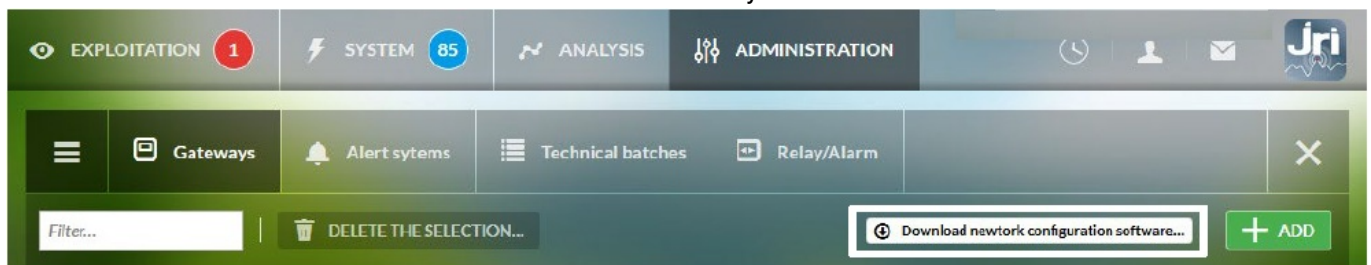 EXPLOITATION 1 SYSTEM 85 ANALYSIS ADMINISTRATION Jri
Gateways Alert sytems Technical batches Relay/Alarm
Filter... DELETE THE SELECTION... Download newtork configuration software... ADD